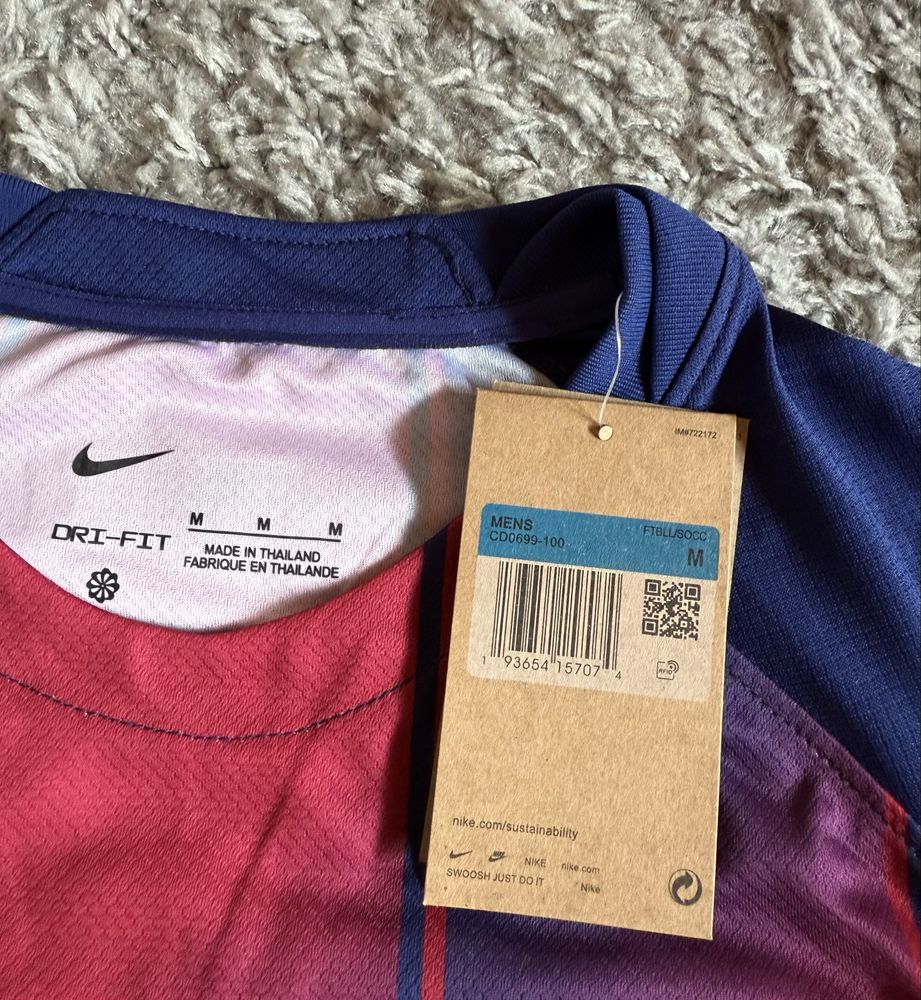 DRI-FIT
M M M
MADE IN THAILAND
FABRIQUE EN THAILANDE
IM#722172
MENS FTBLL/SOCC
CD0699-100 M
1 93654 15707 4
RFID
nike.com/sustainability
NIKE nike.com
SWOOSH JUST DO IT Nike